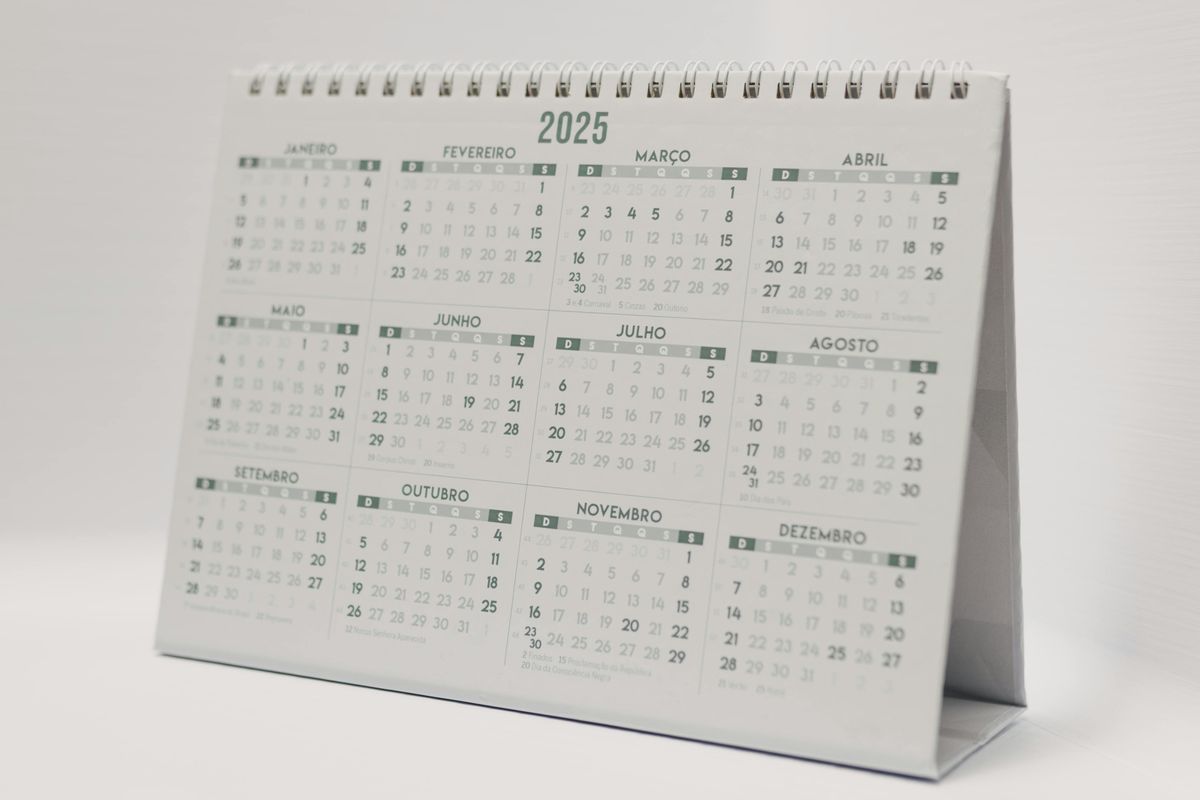 2025
JANEIRO
D S T Q Q S S
1 2 3 4
5 6 7 8 9 10 11
12 13 14 15 16 17 18
19 20 21 22 23 24 25
26 27 28 29 30 31 1
FEVEREIRO
D S T Q Q S S
26 27 28 29 30 31 1
2 3 4 5 6 7 8
9 10 11 12 13 14 15
16 17 18 19 20 21 22
23 24 25 26 27 28 1
MARÇO
D S T Q Q S S
23 24 25 26 27 28 1
2 3 4 5 6 7 8
9 10 11 12 13 14 15
16 17 18 19 20 21 22
23 24 25 26 27 28 29
30 31
3 e 4 Carnaval 5 Cinzas 20 Outono
ABRIL
D S T Q Q S S
30 31 1 2 3 4 5
6 7 8 9 10 11 12
13 14 15 16 17 18 19
20 21 22 23 24 25 26
27 28 29 30 1 2 3
18 Paixão de Cristo 20 Páscoa 21 Tiradentes
MAIO
D S T Q Q S S
27 28 29 30 1 2 3
4 5 6 7 8 9 10
11 12 13 14 15 16 17
18 19 20 21 22 23 24
25 26 27 28 29 30 31
JUNHO
D S T Q Q S S
1 2 3 4 5 6 7
8 9 10 11 12 13 14
15 16 17 18 19 20 21
22 23 24 25 26 27 28
29 30 1 2 3 4 5
19 Corpus Christi 20 Inverno
JULHO
D S T Q Q S S
29 30 1 2 3 4 5
6 7 8 9 10 11 12
13 14 15 16 17 18 19
20 21 22 23 24 25 26
27 28 29 30 31 1 2
AGOSTO
D S T Q Q S S
27 28 29 30 31 1 2
3 4 5 6 7 8 9
10 11 12 13 14 15 16
17 18 19 20 21 22 23
24 25 26 27 28 29 30
31
10 Dia dos Pais
SETEMBRO
D S T Q Q S S
31 1 2 3 4 5 6
7 8 9 10 11 12 13
14 15 16 17 18 19 20
21 22 23 24 25 26 27
28 29 30 1 2 3 4
OUTUBRO
D S T Q Q S S
28 29 30 1 2 3 4
5 6 7 8 9 10 11
12 13 14 15 16 17 18
19 20 21 22 23 24 25
26 27 28 29 30 31 1
12 Nossa Senhora Aparecida
NOVEMBRO
D S T Q Q S S
26 27 28 29 30 31 1
2 3 4 5 6 7 8
9 10 11 12 13 14 15
16 17 18 19 20 21 22
23 24 25 26 27 28 29
30
2 Finados 15 Proclamação da República
20 Dia da Consciência Negra
DEZEMBRO
D S T Q Q S S
30 1 2 3 4 5 6
7 8 9 10 11 12 13
14 15 16 17 18 19 20
21 22 23 24 25 26 27
28 29 30 31 1 2 3
21 Verão 25 Natal